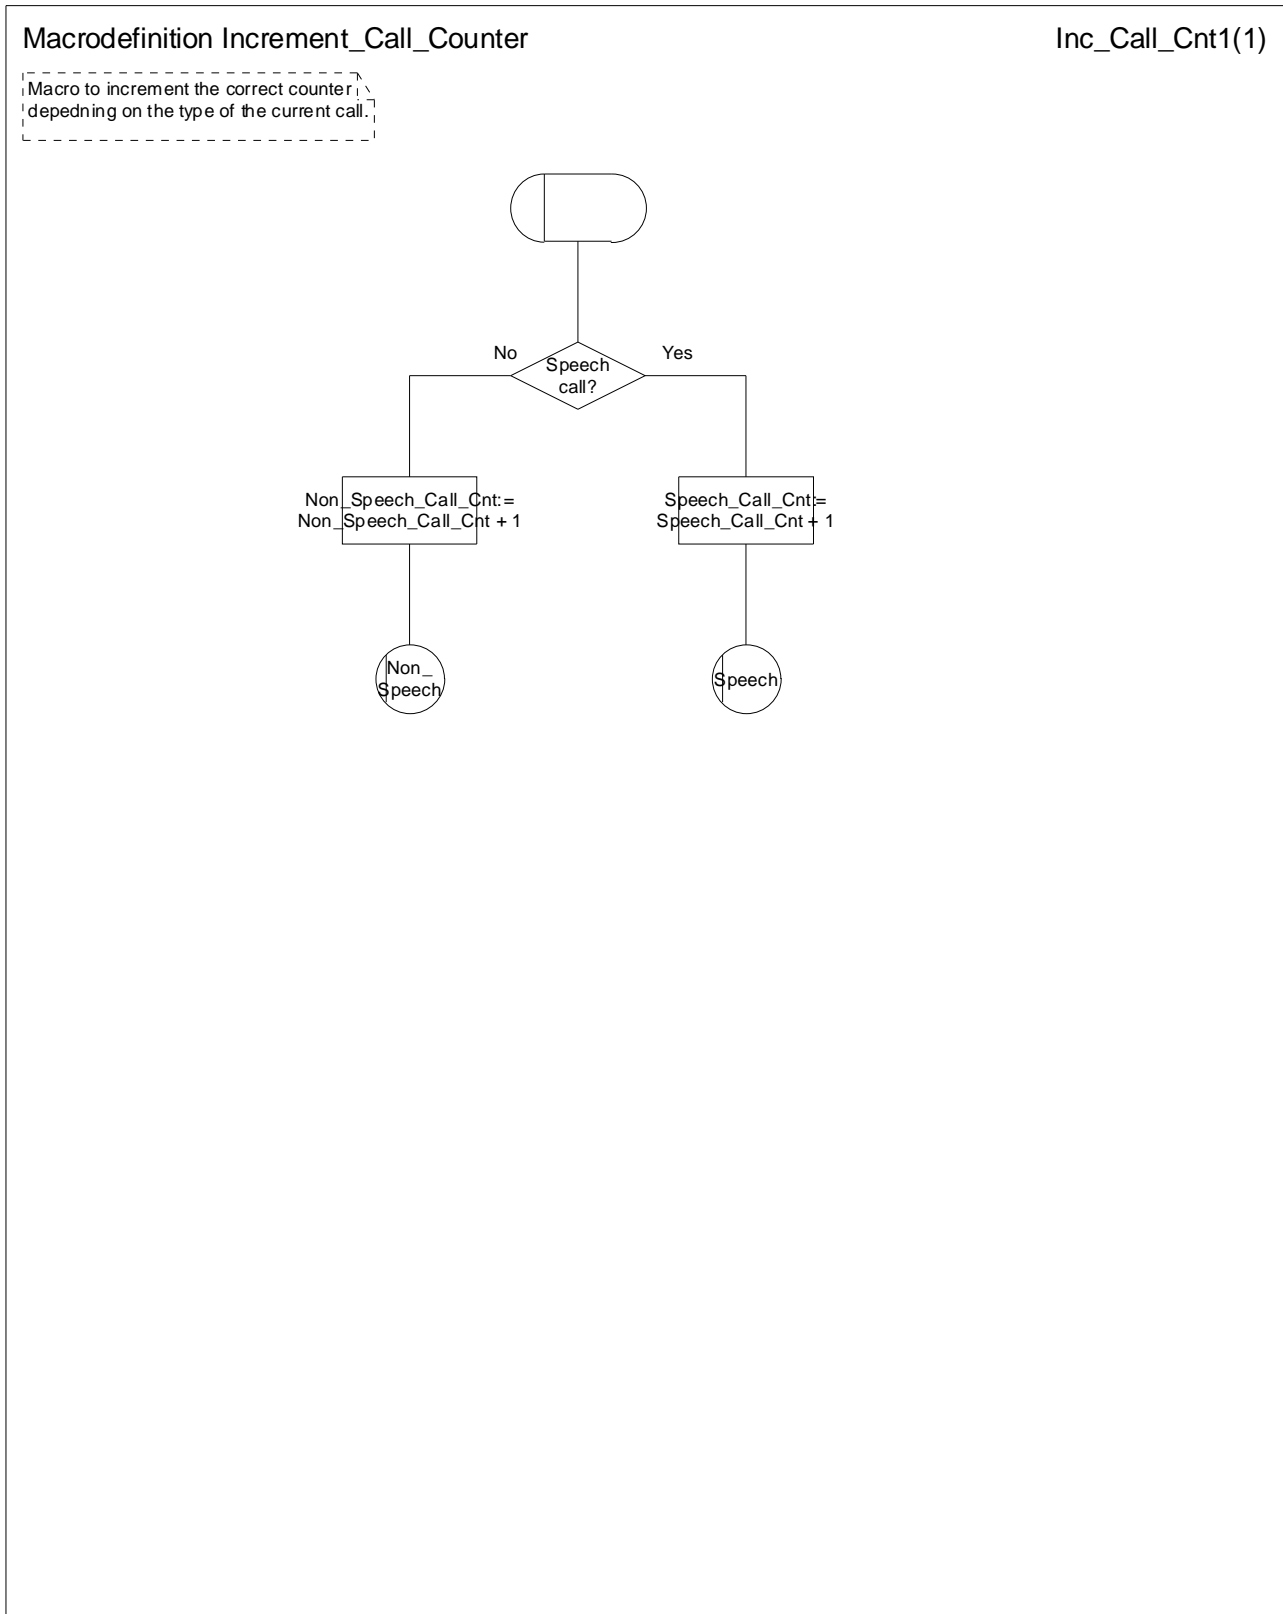 Macrodefinition Increment_Call_Counter
Inc_Call_Cnt1(1)
Macro to increment the correct counter
depedning on the type of the current call.
No
Speech
call?
Yes
Non_Speech_Call_Cnt:=
Non_Speech_Call_Cnt + 1
Speech_Call_Cnt:=
Speech_Call_Cnt + 1
Non_
Speech
Speech